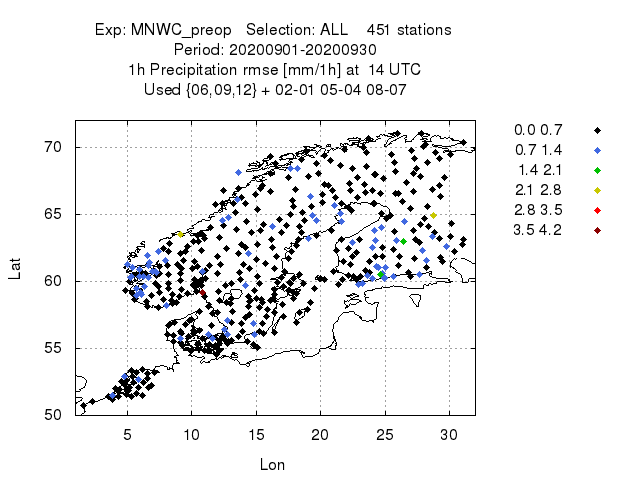 Exp: MNWC_preop Selection: ALL 451 stations
Period: 20200901-20200930
1h Precipitation rmse [mm/1h] at 14 UTC
Used {06,09,12} + 02-01 05-04 08-07
0.0 0.7
0.7 1.4
1.4 2.1
2.1 2.8
2.8 3.5
3.5 4.2
70
65
60
55
50
Lat
5 10 15 20 25 30
Lon